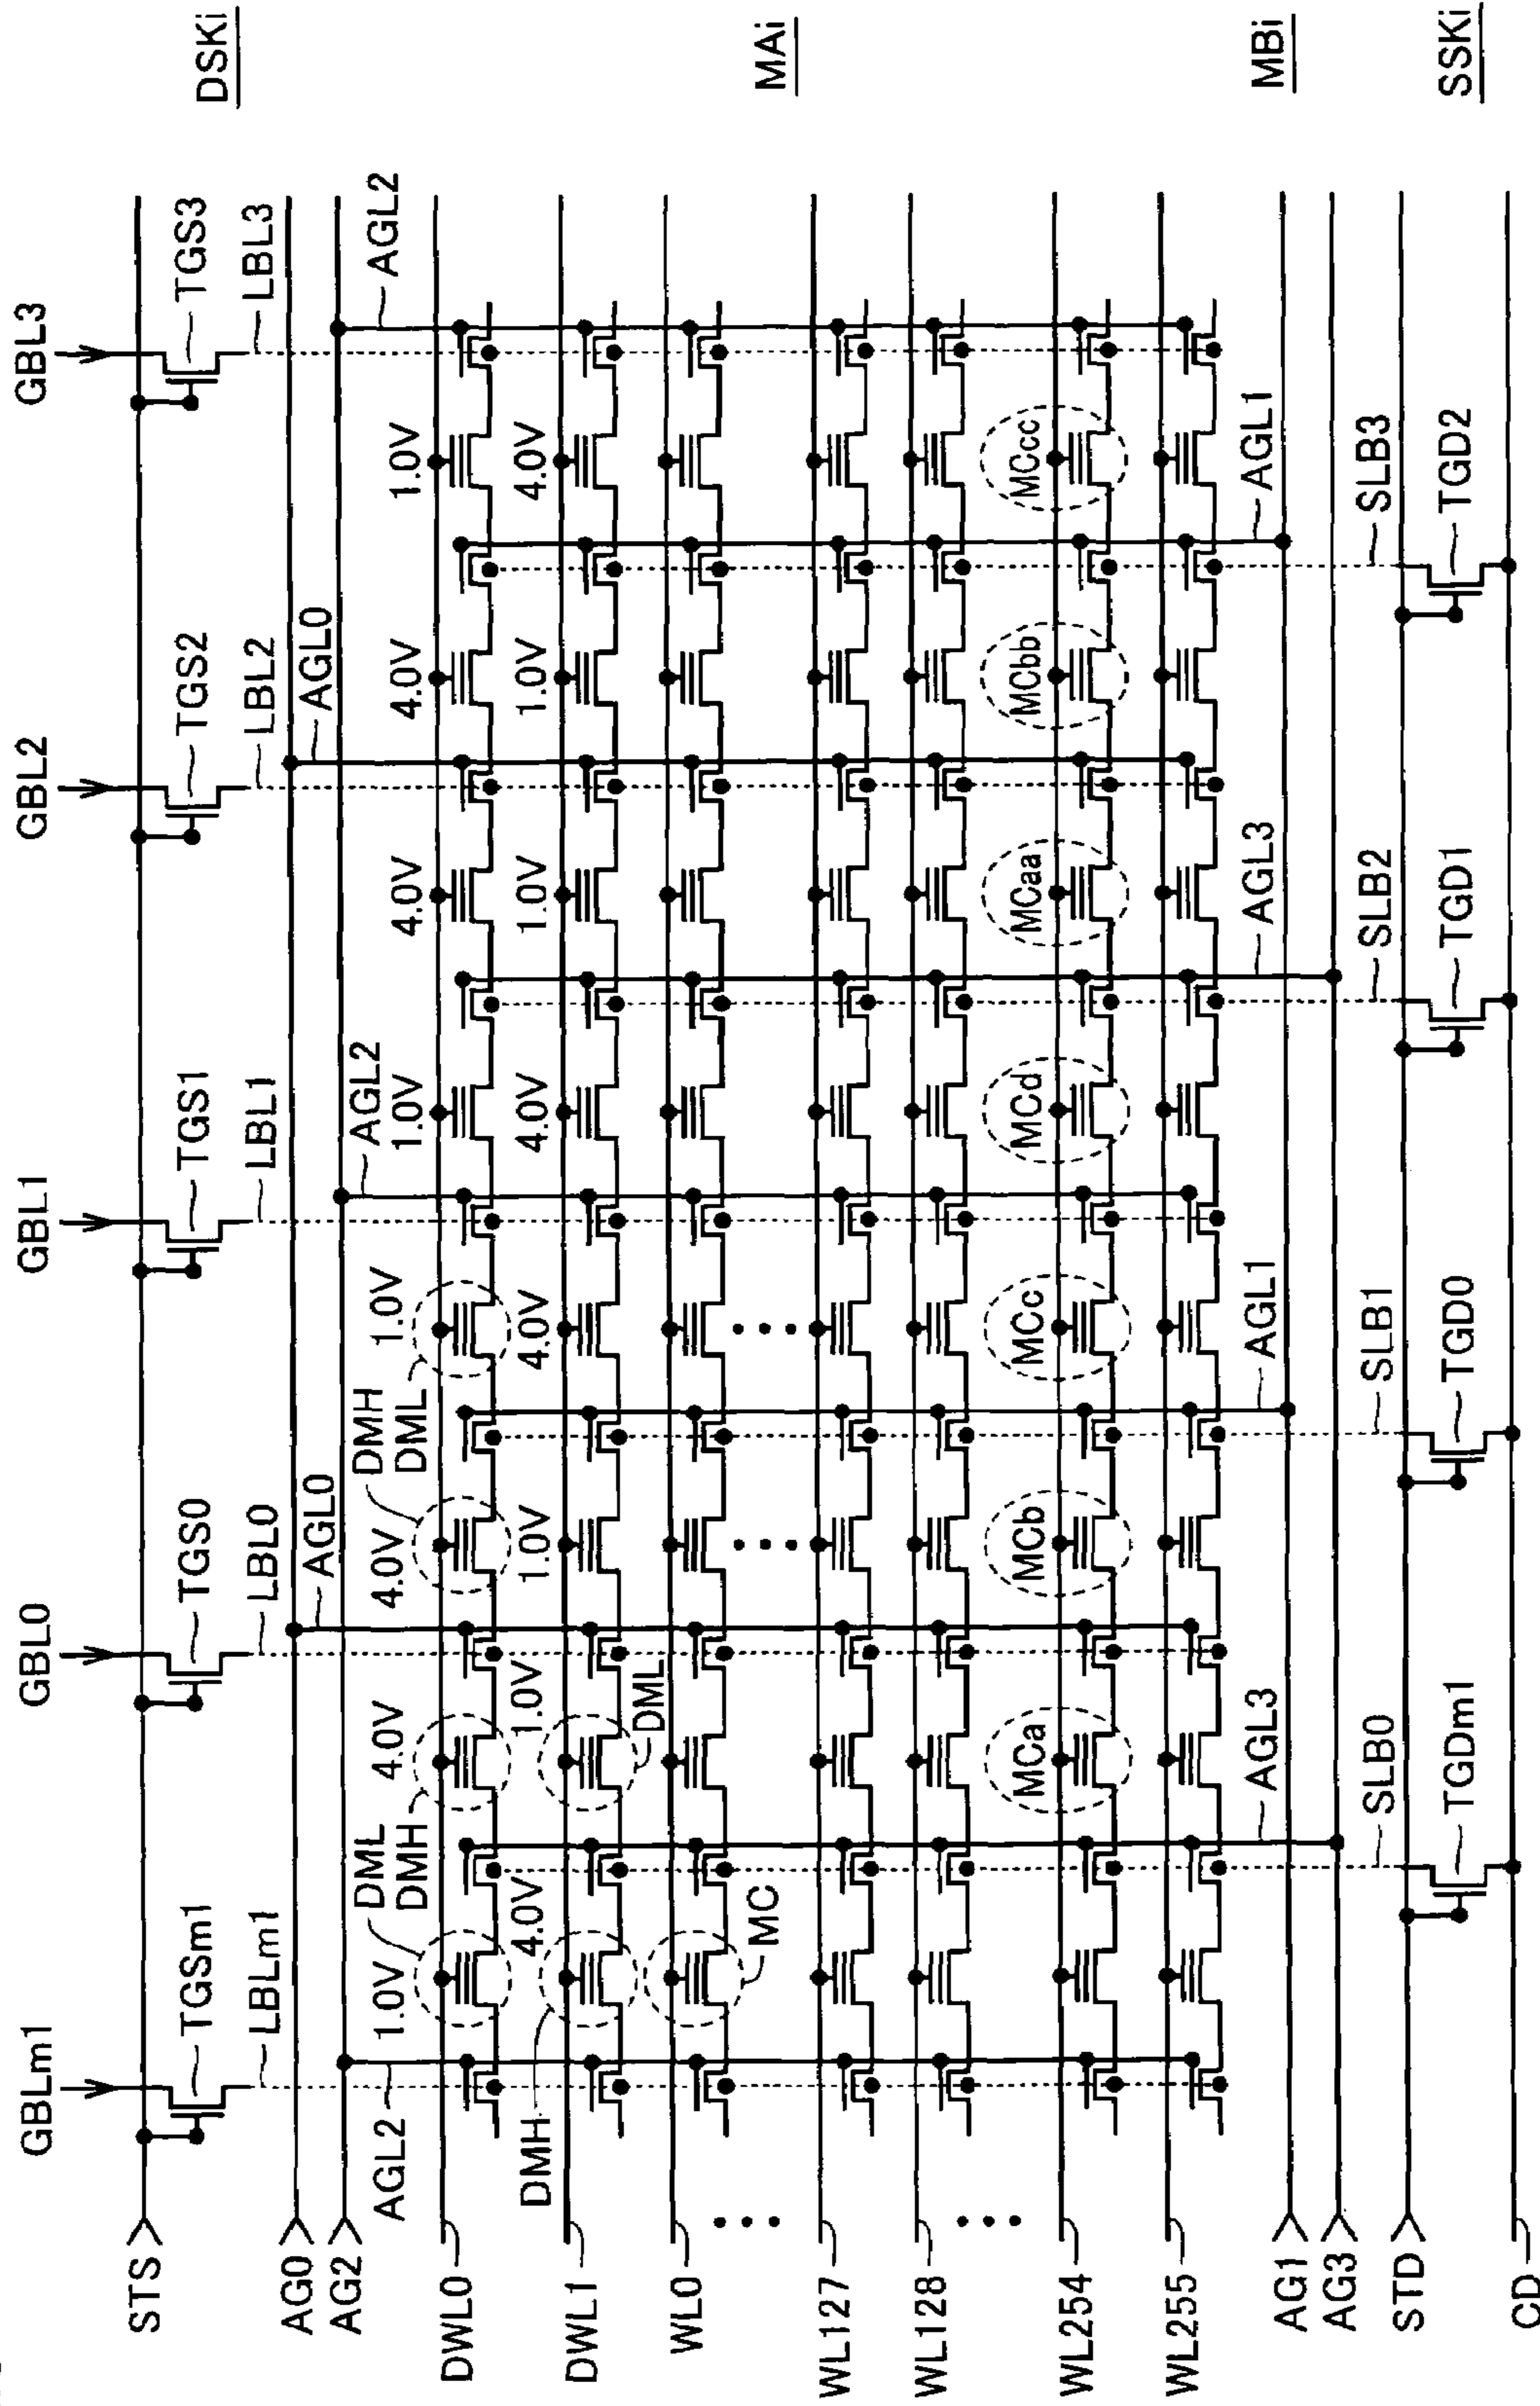 GBLm1
GBL0
GBL1
GBL2
GBL3
STS
TGSm1
TGS0
TGS1
TGS2
TGS3
DSKi
LBLm1
LBL0
LBL1
LBL2
LBL3
AG0
AG2
AGL2
AGL0
AGL2
AGL0
AGL2
DML
DMH
DMH
DML
1.0V
4.0V
4.0V
1.0V
1.0V
4.0V
4.0V
1.0V
DWL0
DMH
4.0V
1.0V
1.0V
4.0V
4.0V
1.0V
1.0V
4.0V
DWL1
DML
WL0
MC
MAi
WL127
WL128
MCa
MCb
MCc
MCd
MCaa
MCbb
MCcc
WL254
WL255
AGL3
AGL1
AGL3
AGL1
MBi
AG1
AG3
SLB0
SLB1
SLB2
SLB3
STD
TGDm1
TGD0
TGD1
TGD2
SSKi
CD